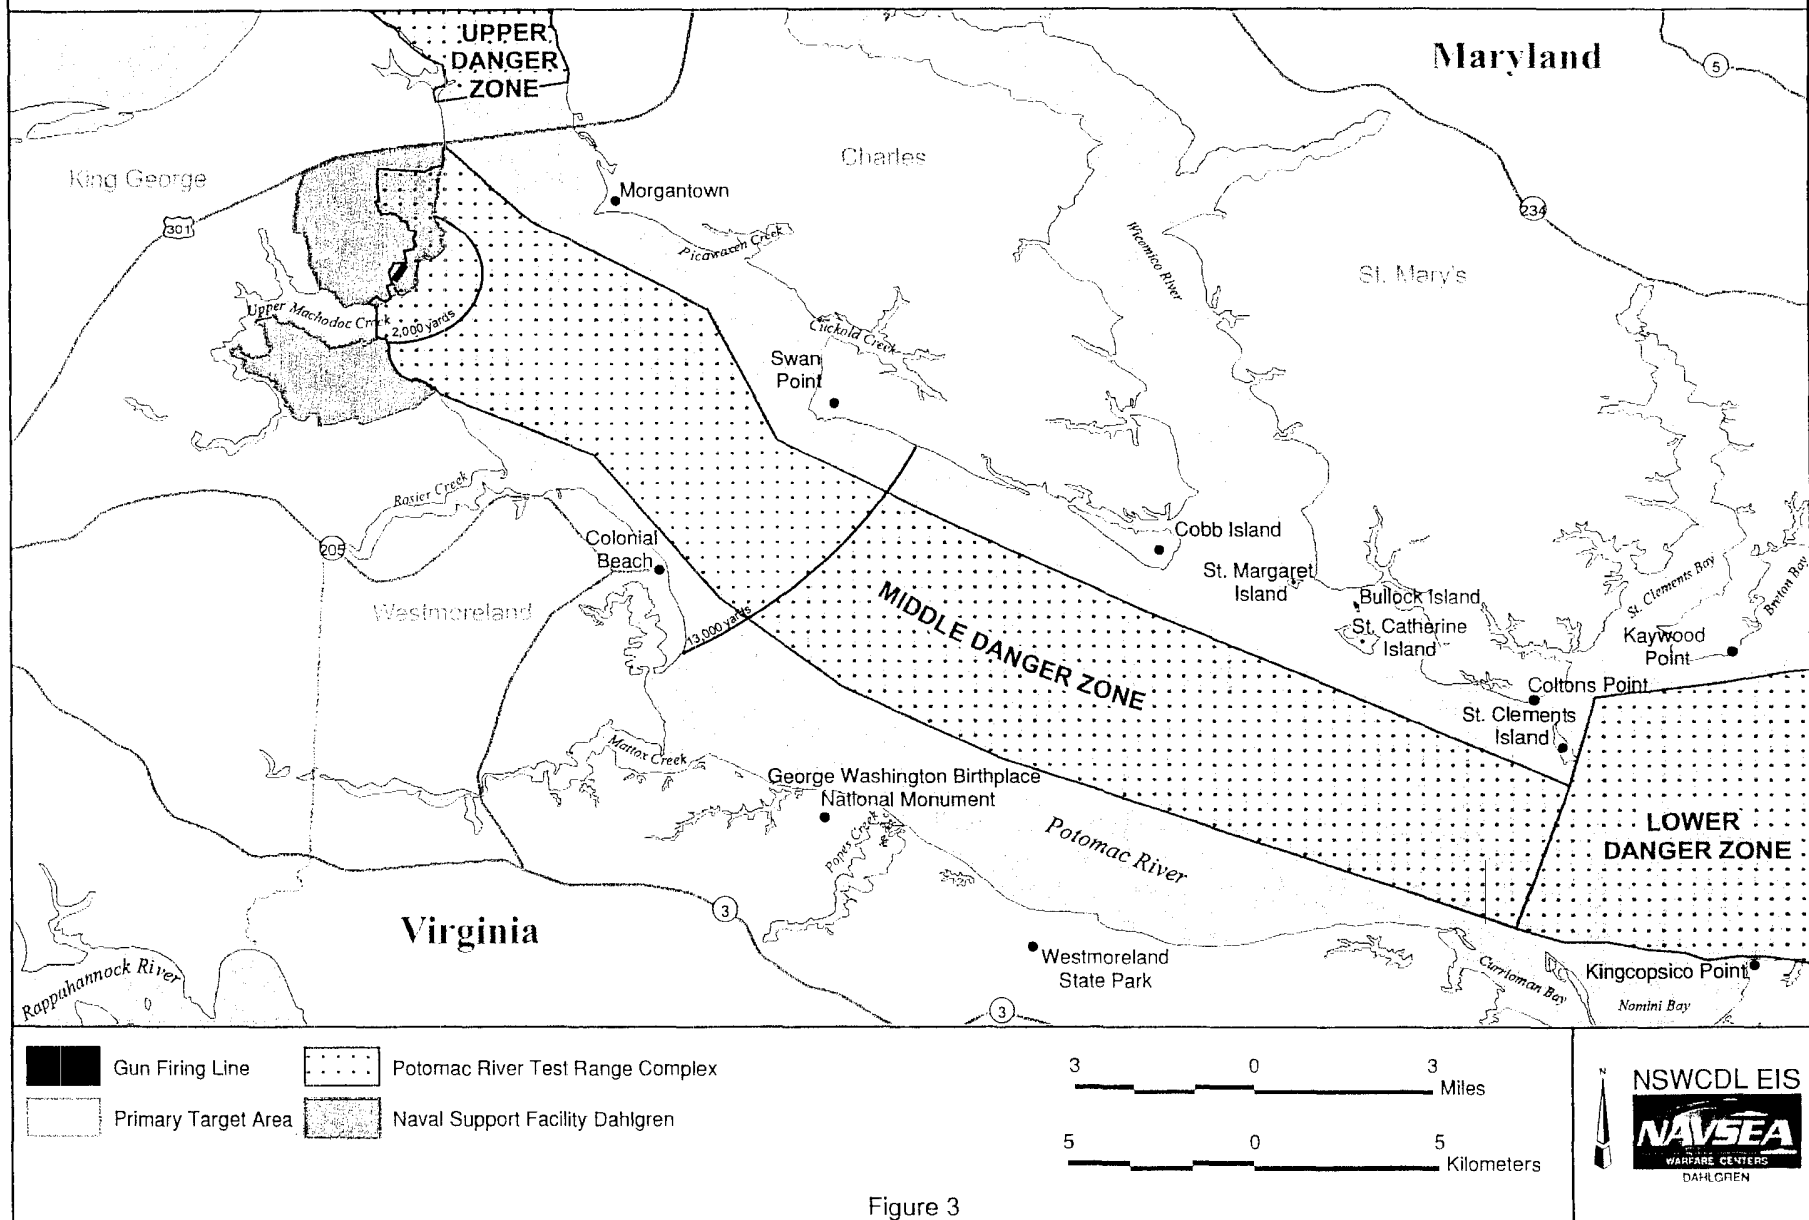 UPPER
DANGER
ZONE
Maryland
5
King George
Charles
Morgantown
301
234
Picawaxen Creek
Wicomico River
St. Mary's
Upper Machodoc Creek
2,000 yards
Cuckold Creek
Swan
Point
Rosier Creek
205
Colonial
Beach
Cobb Island
St. Margaret
Island
Bullock Island
St. Clements Bay
Breton Bay
Westmoreland
13,000 yards
MIDDLE DANGER ZONE
St. Catherine
Island
Kaywood
Point
Coltons Point
St. Clements
Island
Mattox Creek
George Washington Birthplace
National Monument
Popes Creek
Potomac River
LOWER
DANGER ZONE
Virginia
3
Westmoreland
State Park
Currioman Bay
Kingcopsico Point
Nomini Bay
Rappahannock River
3
Gun Firing Line
Potomac River Test Range Complex
Primary Target Area
Naval Support Facility Dahlgren
3 0 3
Miles
5 0 5
Kilometers
N
NSWCDL EIS
NAVSEA
WARFARE CENTERS
DAHLGREN
Figure 3